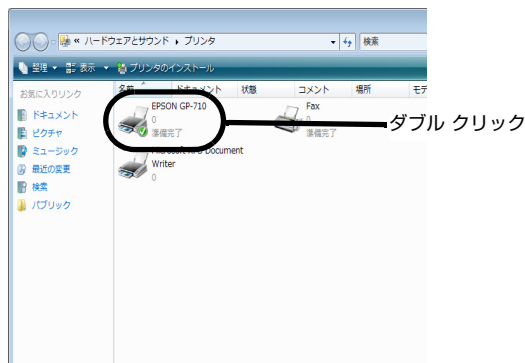 « ハードウェアとサウンド ▸ プリンタ
検索
整理 ▼ 表示 ▼ プリンタのインストール
お気に入りリンク
ドキュメント
ピクチャ
ミュージック
最近の変更
検索
パブリック
名前 ドキュメント 状態 コメント 場所 モデ
EPSON GP-710
0
準備完了
Fax
0
準備完了
Microsoft XPS Document
Writer
0
ダブル クリック